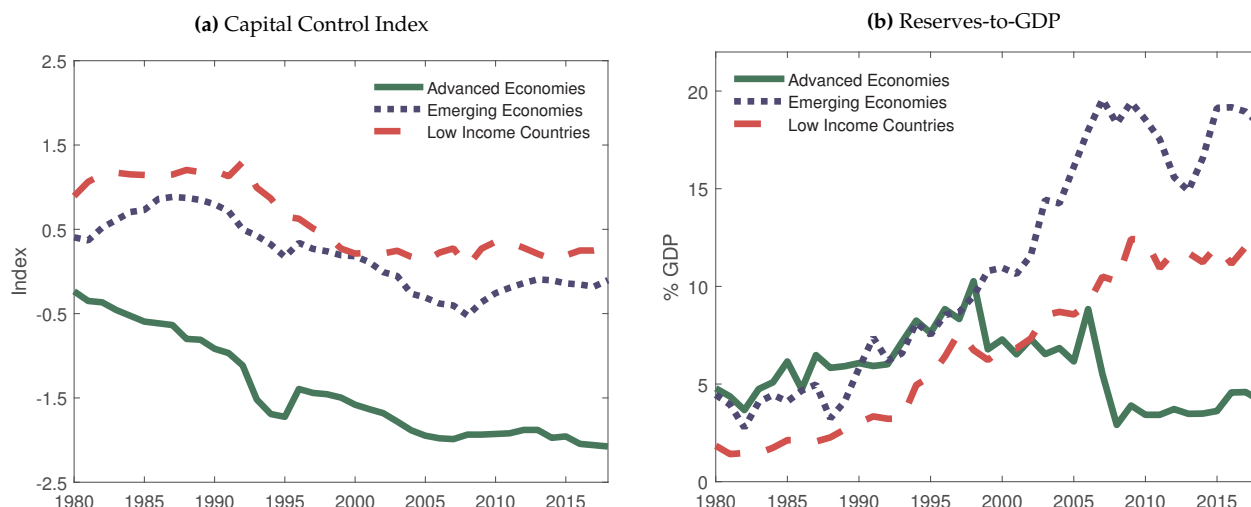 (a) Capital Control Index
2.5
1.5
0.5
-0.5
-1.5
-2.5
Index
Advanced Economies
Emerging Economies
Low Income Countries
1980 1985 1990 1995 2000 2005 2010 2015
(b) Reserves-to-GDP
20
15
10
5
0
% GDP
Advanced Economies
Emerging Economies
Low Income Countries
1980 1985 1990 1995 2000 2005 2010 2015